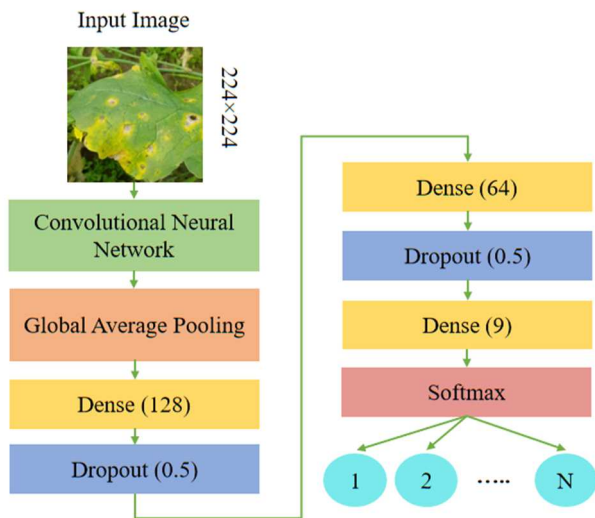 Input Image
224×224
Convolutional Neural
Network
Global Average Pooling
Dense (128)
Dropout (0.5)
Dense (64)
Dropout (0.5)
Dense (9)
Softmax
1 2 ..... N